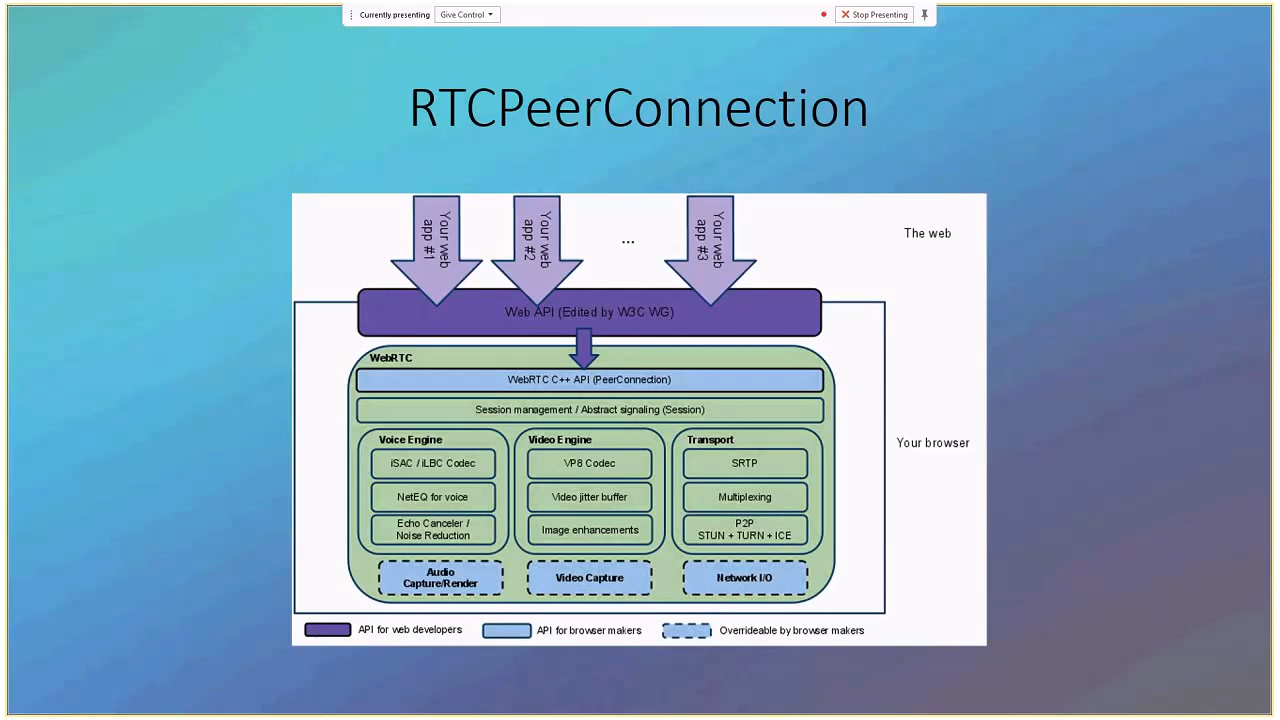 Currently presenting
Give Control
Stop Presenting
RTCPeerConnection
Your web
app #1
Your web
app #2
...
Your web
app #3
The web
Web API (Edited by W3C WG)
WebRTC
WebRTC C++ API (PeerConnection)
Session management / Abstract signaling (Session)
Your browser
Voice Engine
iSAC / iLBC Codec
NetEQ for voice
Echo Canceler /
Noise Reduction
Video Engine
VP8 Codec
Video jitter buffer
Image enhancements
Transport
SRTP
Multiplexing
P2P
STUN + TURN + ICE
Audio
Capture/Render
Video Capture
Network I/O
API for web developers
API for browser makers
Overrideable by browser makers